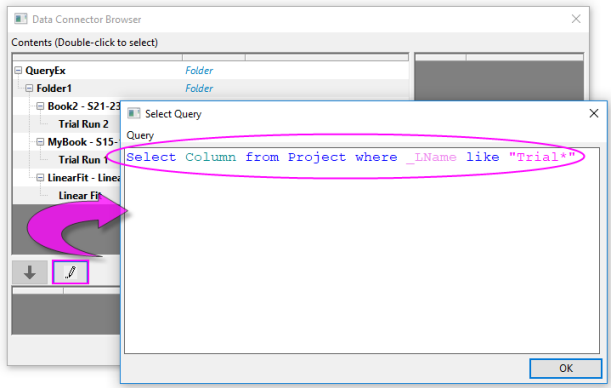 Data Connector Browser
Contents (Double-click to select)
QueryEx Folder
Folder1 Folder
Book2 - S21-23
Trial Run 2
MyBook - S15-
Trial Run 1
LinearFit - Linea
Linear Fit
Select Query
Query
Select Column from Project where _LName like "Trial*"
OK